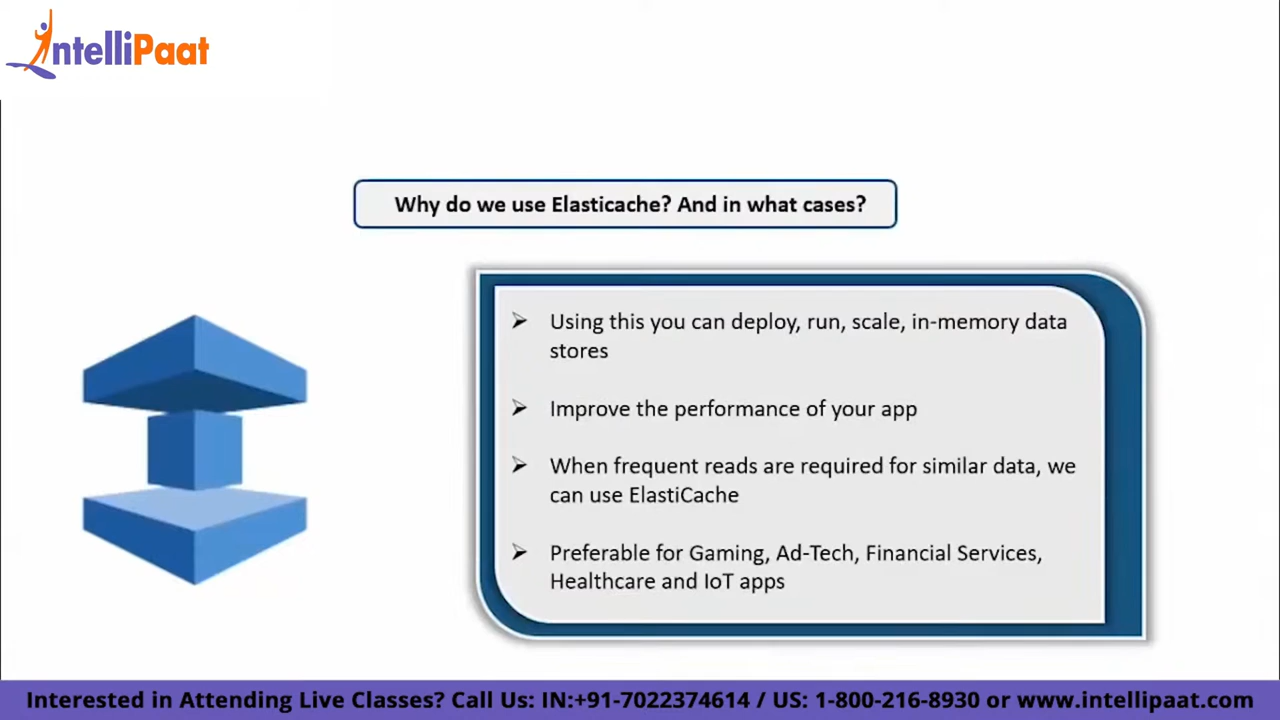 IntelliPaat
Why do we use Elasticache? And in what cases?
Using this you can deploy, run, scale, in-memory data
stores
Improve the performance of your app
When frequent reads are required for similar data, we
can use ElastiCache
Preferable for Gaming, Ad-Tech, Financial Services,
Healthcare and IoT apps
Interested in Attending Live Classes? Call Us: IN:+91-7022374614 / US: 1-800-216-8930 or www.intellipaat.com